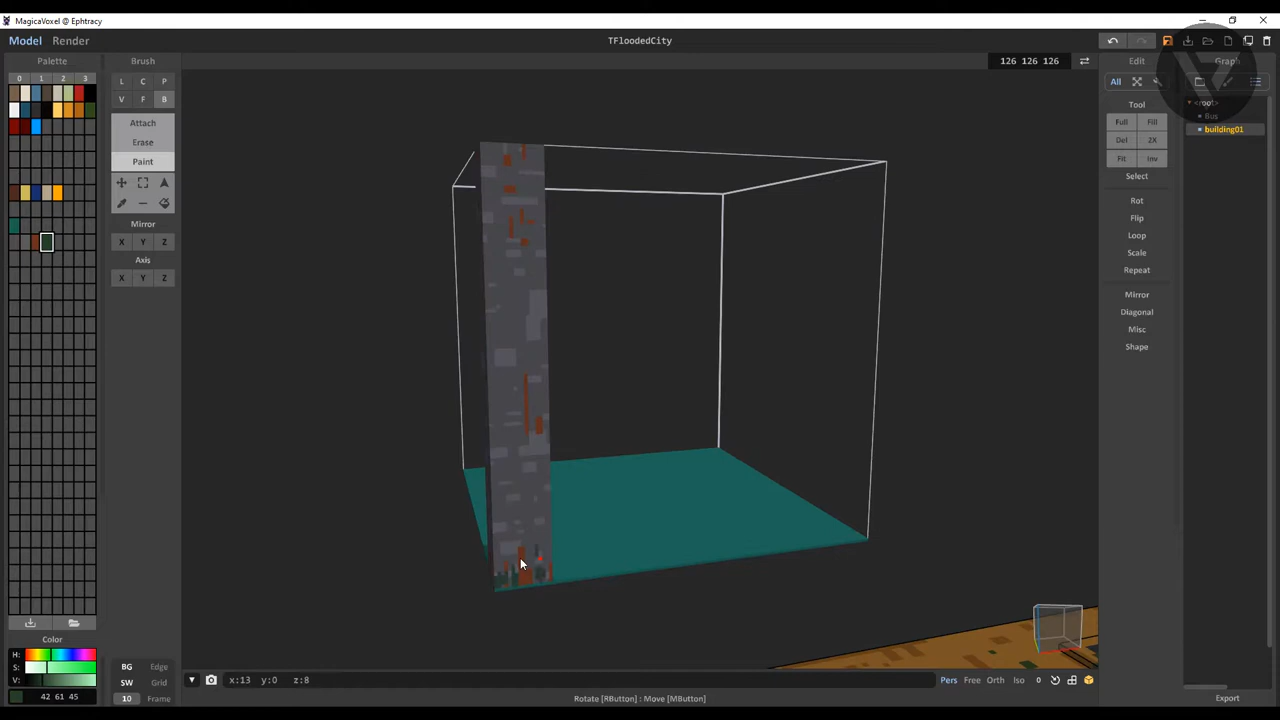 MagicaVoxel @ Ephtracy
Model Render
TFloodedCity
Palette
0 1 2 3
Brush
L C P
V F B
Attach
Erase
Paint
Mirror
X Y Z
Axis
X Y Z
126 126 126
Edit
All
Tool
Full Fill
Del 2X
Fit Inv
Select
Rot
Flip
Loop
Scale
Repeat
Mirror
Diagonal
Misc
Shape
Graph
<root>
Bus
building01
Color
H:
S:
V:
42 61 45
BG Edge
SW Grid
10 Frame
x:13 y:0 z:8
Pers Free Orth Iso 0
Rotate [RButton] : Move [MButton]
Export